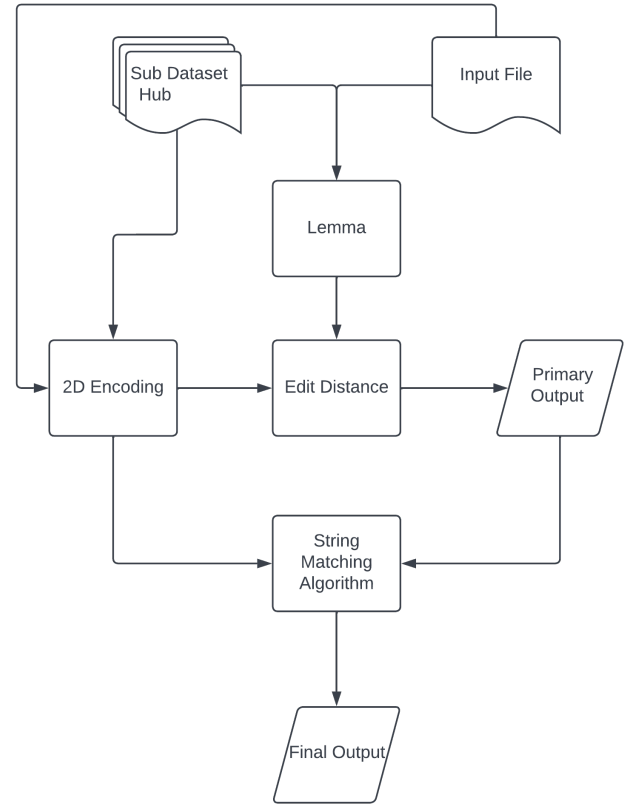 Sub Dataset
Hub
Input File
Lemma
2D Encoding
Edit Distance
Primary
Output
String
Matching
Algorithm
Final Output